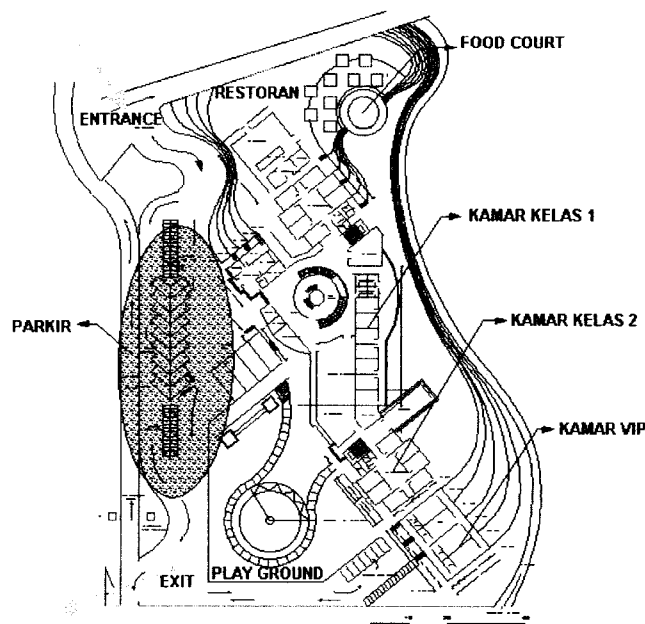 FOOD COURT
RESTORAN
ENTRANCE
KAMAR KELAS 1
PARKIR
KAMAR KELAS 2
KAMAR VIP
EXIT
PLAY GROUND